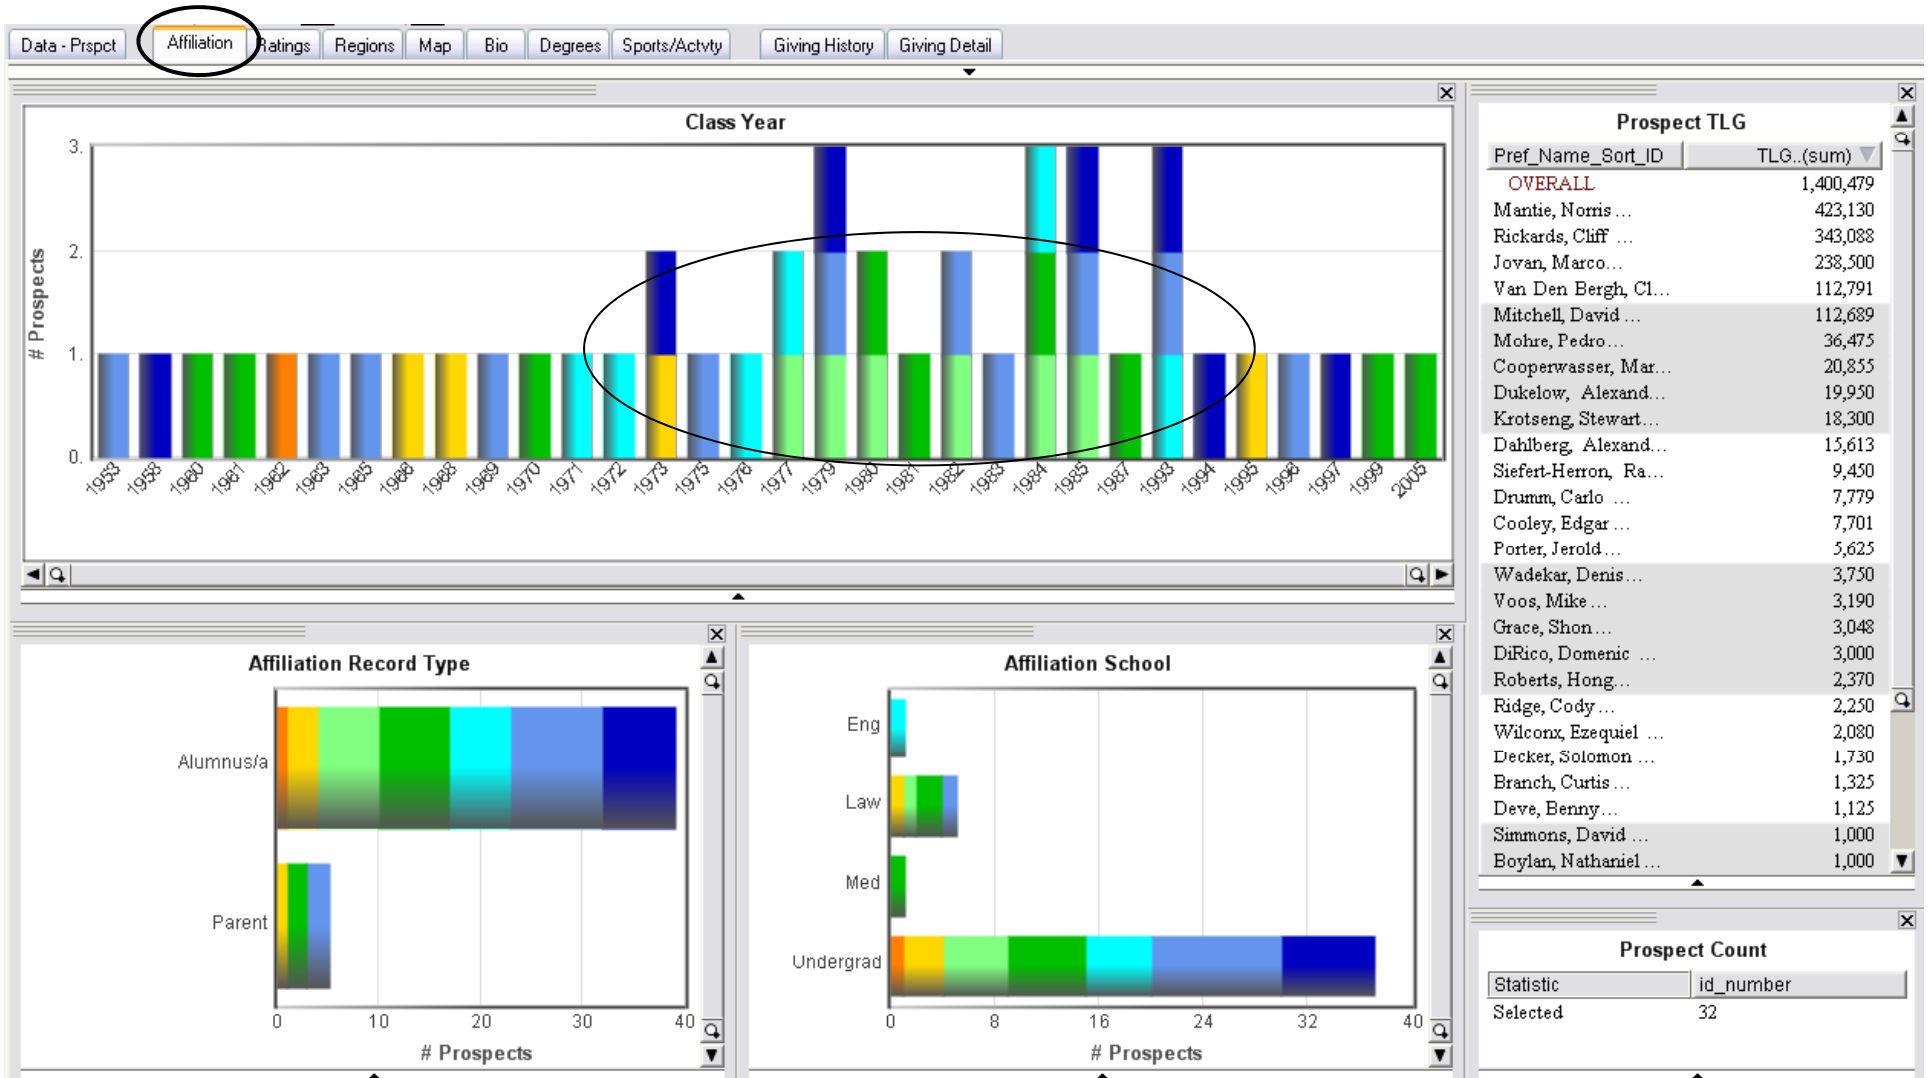 Data - Prspct Affiliation Ratings Regions Map Bio Degrees Sports/Actvty Giving History Giving Detail
Class Year
# Prospects
3.
2.
1.
0.
1953 1958 1960 1961 1962 1963 1965 1966 1968 1969 1970 1971 1972 1973 1975 1976 1977 1979 1980 1981 1982 1983 1984 1985 1987 1993 1994 1995 1996 1997 1999 2005
Prospect TLG
Pref_Name_Sort_ID TLG..(sum)
OVERALL 1,400,479
Mantie, Norris ... 423,130
Rickards, Cliff ... 343,088
Jovan, Marco... 238,500
Van Den Bergh, Cl... 112,791
Mitchell, David ... 112,689
Mohre, Pedro... 36,475
Cooperwasser, Mar... 20,855
Dukelow, Alexand... 19,950
Krotseng, Stewart... 18,300
Dahlberg, Alexand... 15,613
Siefert-Herron, Ra... 9,450
Drumm, Carlo ... 7,779
Cooley, Edgar ... 7,701
Porter, Jerold... 5,625
Wadekar, Denis... 3,750
Voos, Mike ... 3,190
Grace, Shon... 3,048
DiRico, Domenic ... 3,000
Roberts, Hong... 2,370
Ridge, Cody ... 2,250
Wilconx, Ezequiel ... 2,080
Decker, Solomon ... 1,730
Branch, Curtis ... 1,325
Deve, Benny... 1,125
Simmons, David ... 1,000
Boylan, Nathaniel ... 1,000
Affiliation Record Type
Alumnus/a
Parent
0 10 20 30 40
# Prospects
Affiliation School
Eng
Law
Med
Undergrad
0 8 16 24 32 40
# Prospects
Prospect Count
Statistic id_number
Selected 32